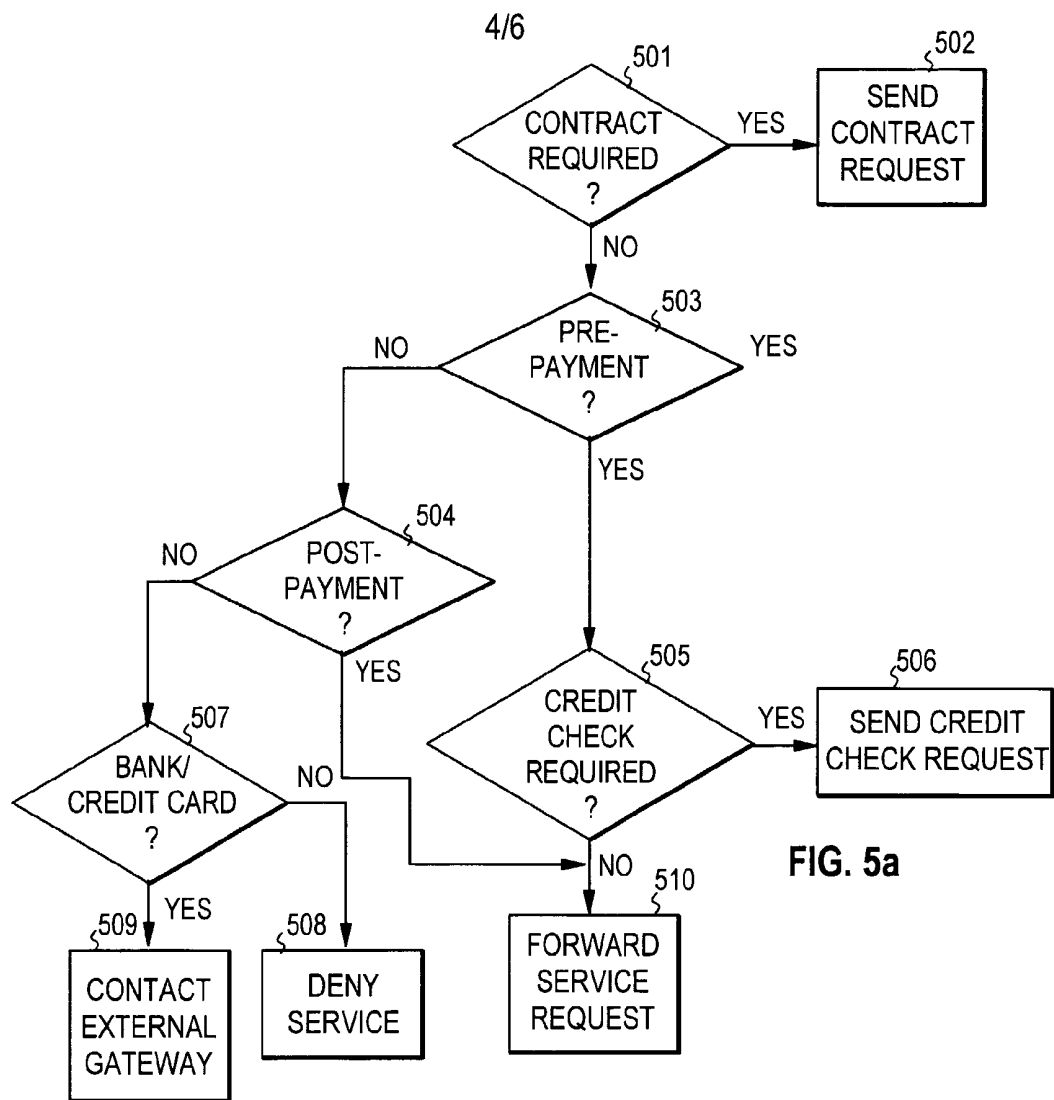 4/6
501
CONTRACT
REQUIRED
?
YES
502
SEND
CONTRACT
REQUEST
NO
503
PRE-
PAYMENT
?
NO
YES
YES
504
POST-
PAYMENT
?
NO
YES
505
CREDIT
CHECK
REQUIRED
?
YES
506
SEND CREDIT
CHECK REQUEST
507
BANK/
CREDIT CARD
?
NO
YES
NO
FIG. 5a
509
CONTACT
EXTERNAL
GATEWAY
508
DENY
SERVICE
510
FORWARD
SERVICE
REQUEST